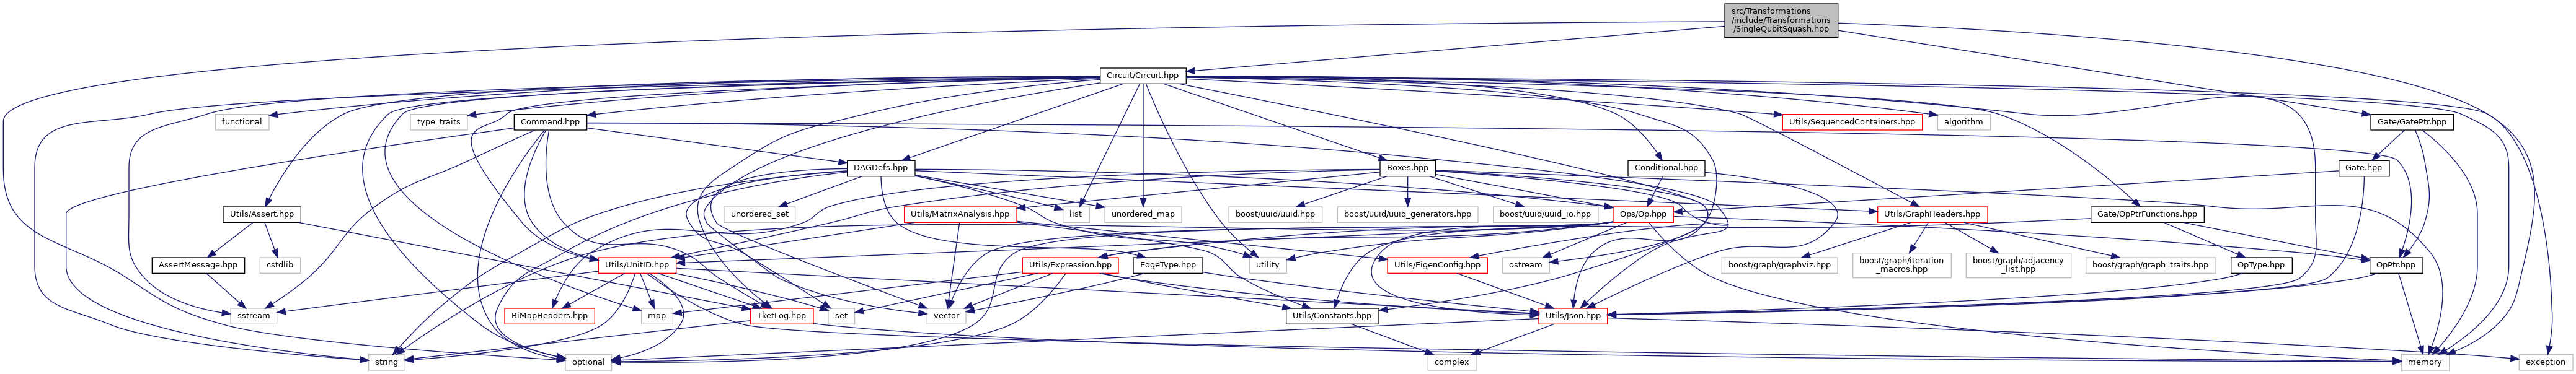 src/Transformations
/include/Transformations
/SingleQubitSquash.hpp
Circuit/Circuit.hpp
functional
type_traits
Command.hpp
Utils/SequencedContainers.hpp
algorithm
Gate/GatePtr.hpp
DAGDefs.hpp
Boxes.hpp
Conditional.hpp
Gate.hpp
Utils/Assert.hpp
unordered_set
Utils/MatrixAnalysis.hpp
list
unordered_map
boost/uuid/uuid.hpp
boost/uuid/uuid_generators.hpp
boost/uuid/uuid_io.hpp
Ops/Op.hpp
Utils/GraphHeaders.hpp
Gate/OpPtrFunctions.hpp
AssertMessage.hpp
cstdlib
Utils/UnitID.hpp
Utils/Expression.hpp
EdgeType.hpp
utility
Utils/EigenConfig.hpp
ostream
boost/graph/graphviz.hpp
boost/graph/iteration
_macros.hpp
boost/graph/adjacency
_list.hpp
boost/graph/graph_traits.hpp
OpType.hpp
OpPtr.hpp
sstream
BiMapHeaders.hpp
map
TketLog.hpp
set
vector
Utils/Constants.hpp
Utils/Json.hpp
string
optional
complex
memory
exception